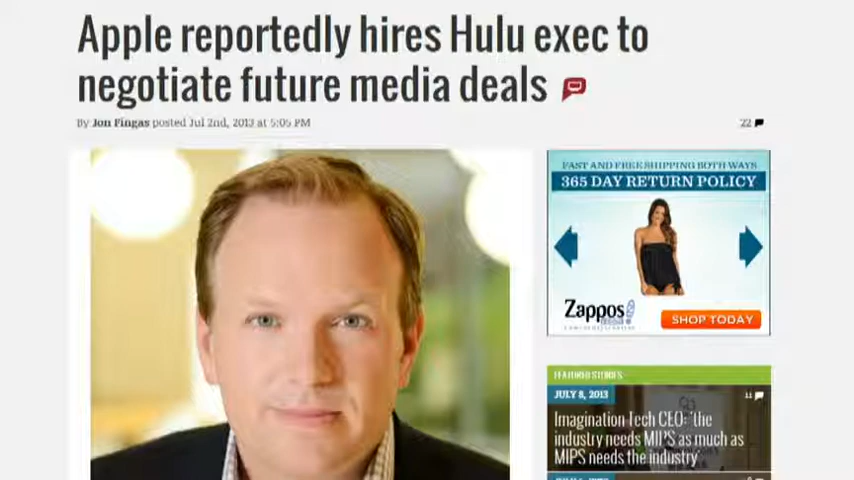 Apple reportedly hires Hulu exec to
negotiate future media deals
By Jon Fingas posted Jul 2nd, 2013 at 5:05 PM
22
FAST AND FREE SHIPPING BOTH WAYS
365 DAY RETURN POLICY
Zappos
SHOP TODAY
FEATURED STORIES
JULY 8, 2013
11
Imagination Tech CEO: 'the
industry needs MIPS as much as
MIPS needs the industry